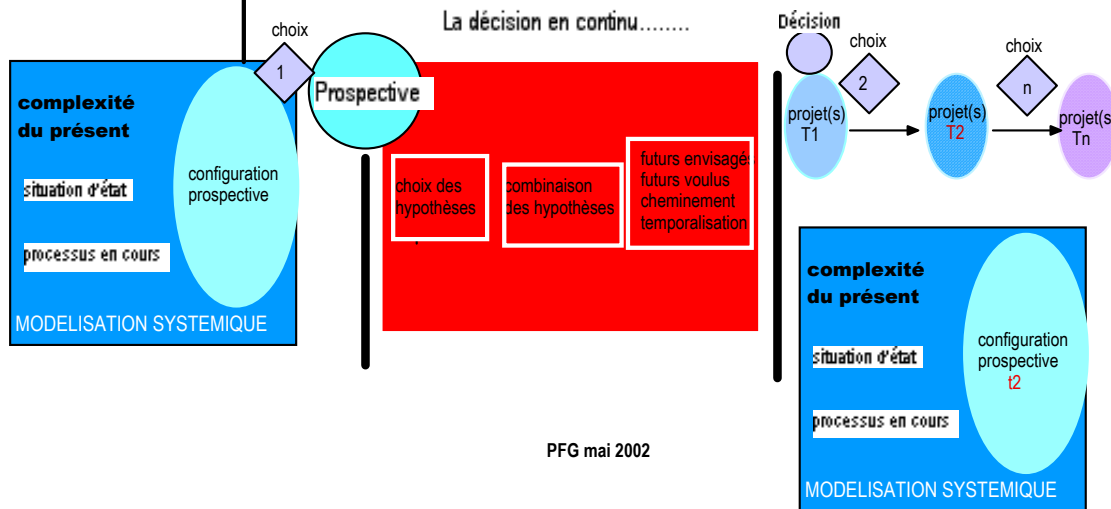 La décision en continu........
choix
1
Prospective
complexité
du présent
situation d'état
processus en cours
configuration
prospective
MODELISATION SYSTEMIQUE
choix des
hypothèses
combinaison
des hypothèses
futurs envisagés
futurs voulus
cheminement
temporalisation
Décision
choix
2
choix
n
projet(s)
T1
projet(s)
T2
projet(s)
Tn
complexité
du présent
situation d'état
processus en cours
configuration
prospective
t2
MODELISATION SYSTEMIQUE
PFG mai 2002